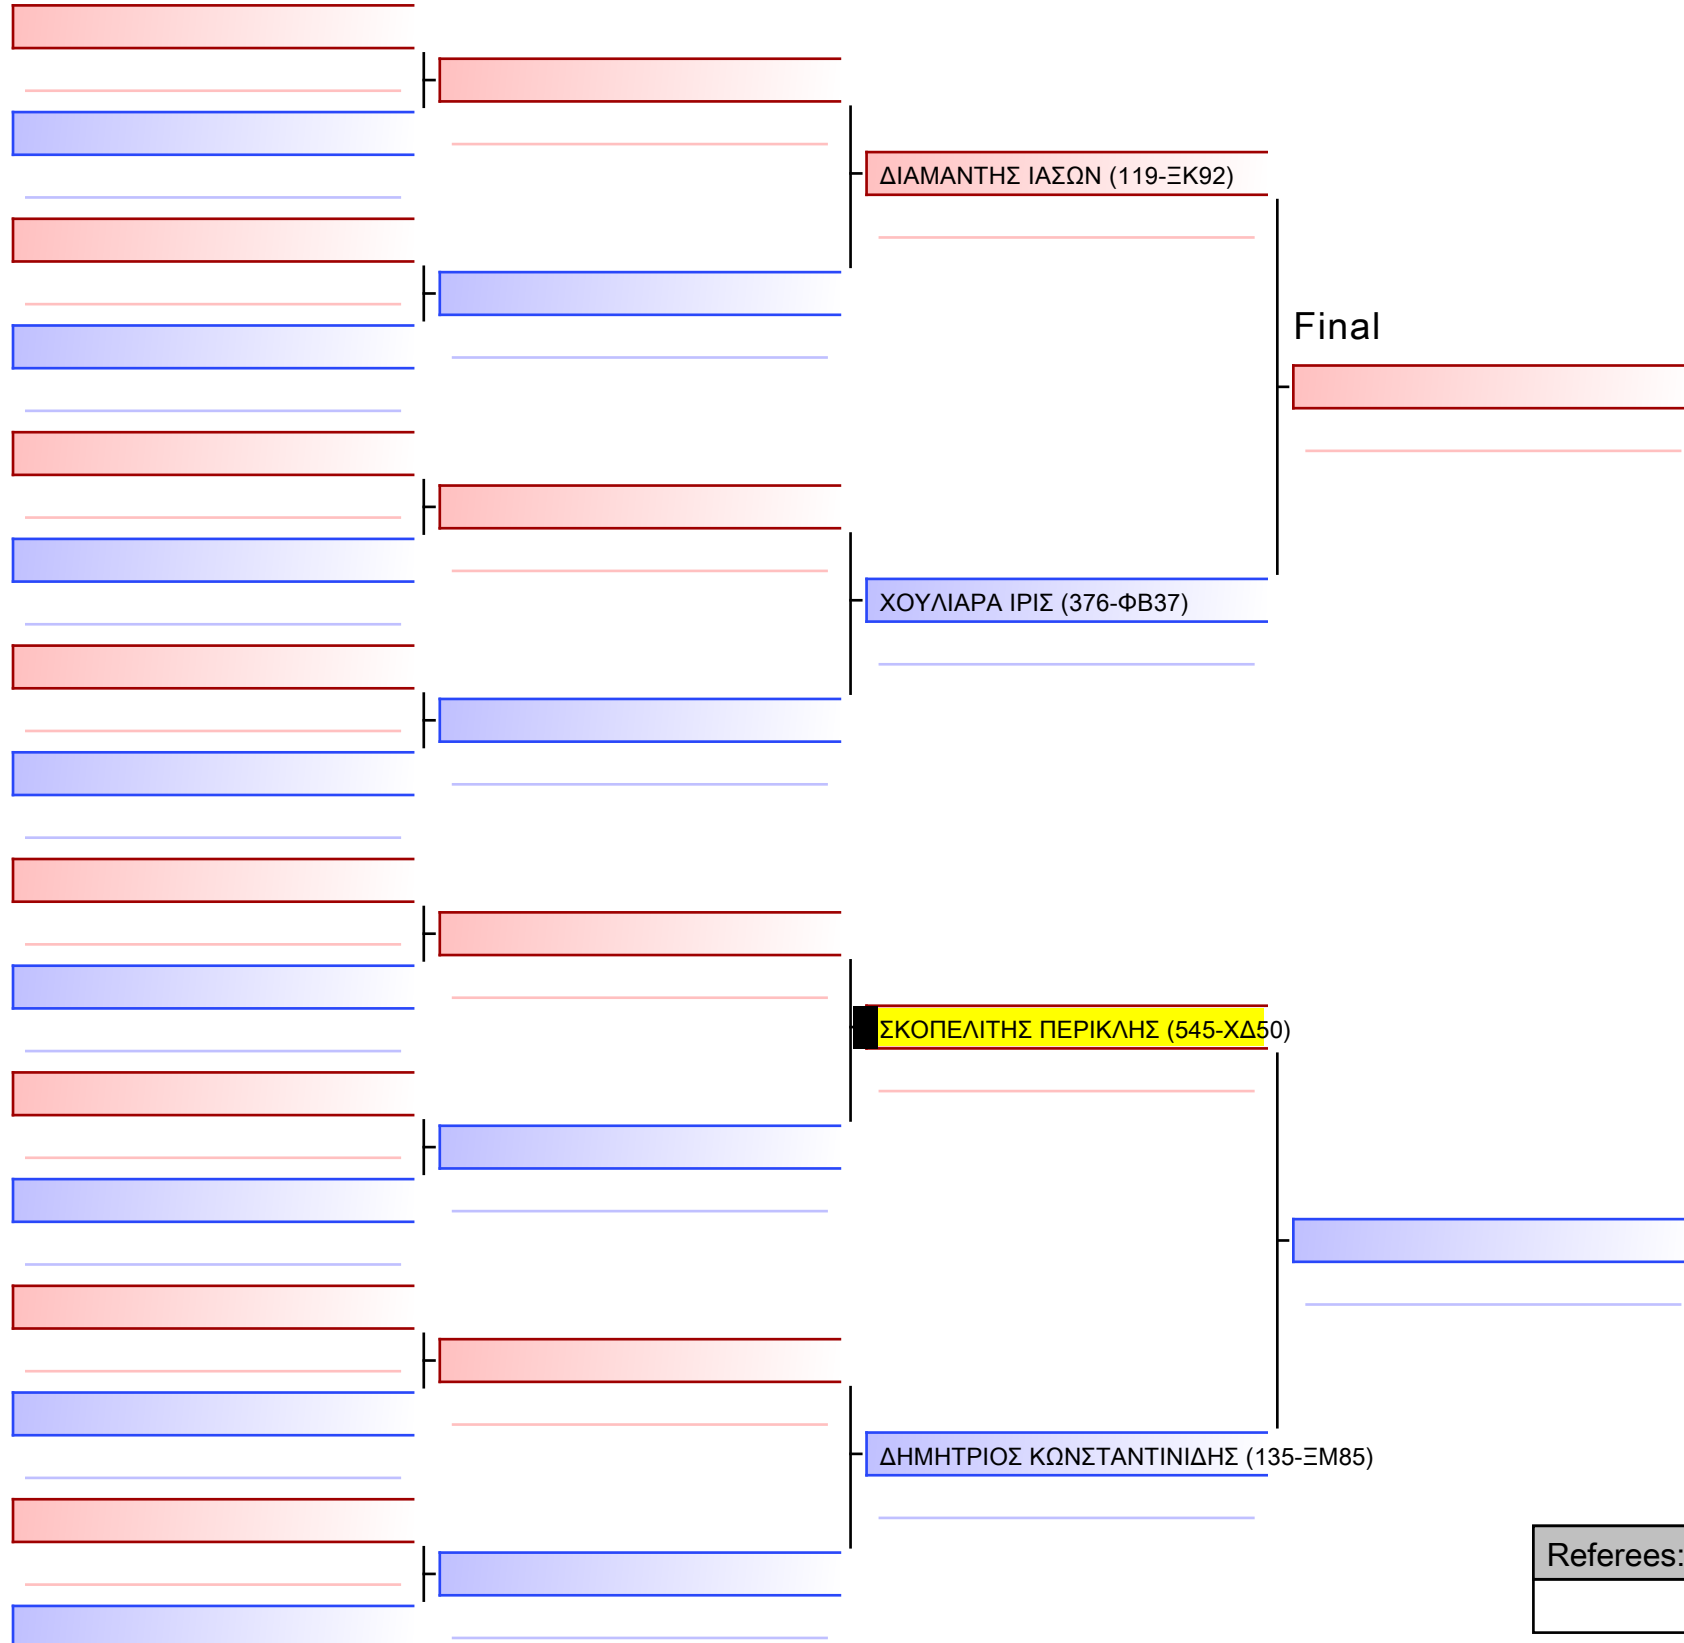 ΔΙΑΜΑΝΤΗΣ ΙΑΣΩΝ (119-ΞΚ92)
Final
ΧΟΥΛΙΑΡΑ ΙΡΙΣ (376-ΦΒ37)
ΣΚΟΠΕΛΙΤΗΣ ΠΕΡΙΚΛΗΣ (545-ΧΔ50)
ΔΗΜΗΤΡΙΟΣ ΚΩΝΣΤΑΝΤΙΝΙΔΗΣ (135-ΞΜ85)
Referees: